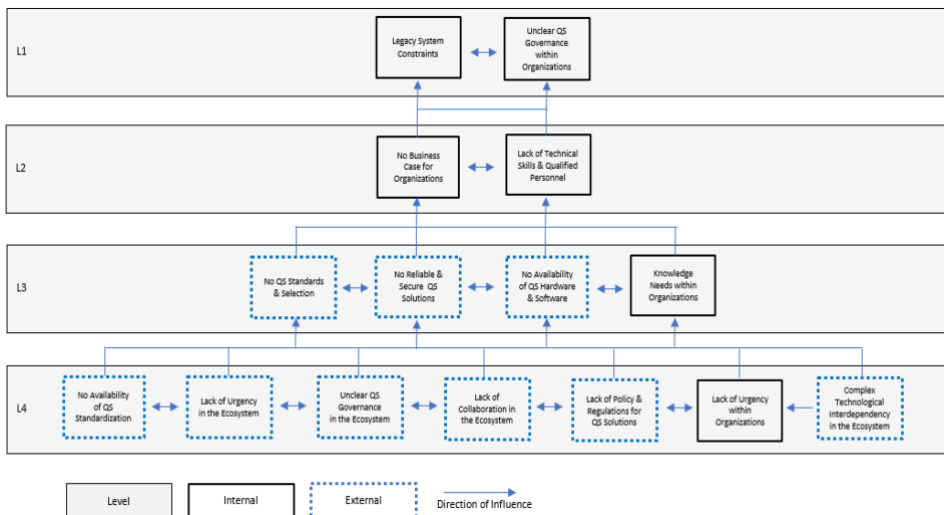 L1
Legacy System
Constraints
Unclear QS
Governance
within
Organizations
L2
No Business
Case for
Organizations
Lack of Technical
Skills & Qualified
Personnel
L3
No QS Standards
& Selection
No Reliable &
Secure QS
Solutions
No Availability
of QS Hardware
& Software
Knowledge
Needs within
Organizations
L4
No Availability
of QS
Standardization
Lack of Urgency
in the Ecosystem
Unclear QS
Governance
in the Ecosystem
Lack of
Collaboration in
the Ecosystem
Lack of Policy &
Regulations for
QS Solutions
Lack of Urgency
within
Organizations
Complex
Technological
Interdependency
in the Ecosystem
Level
Internal
External
Direction of Influence